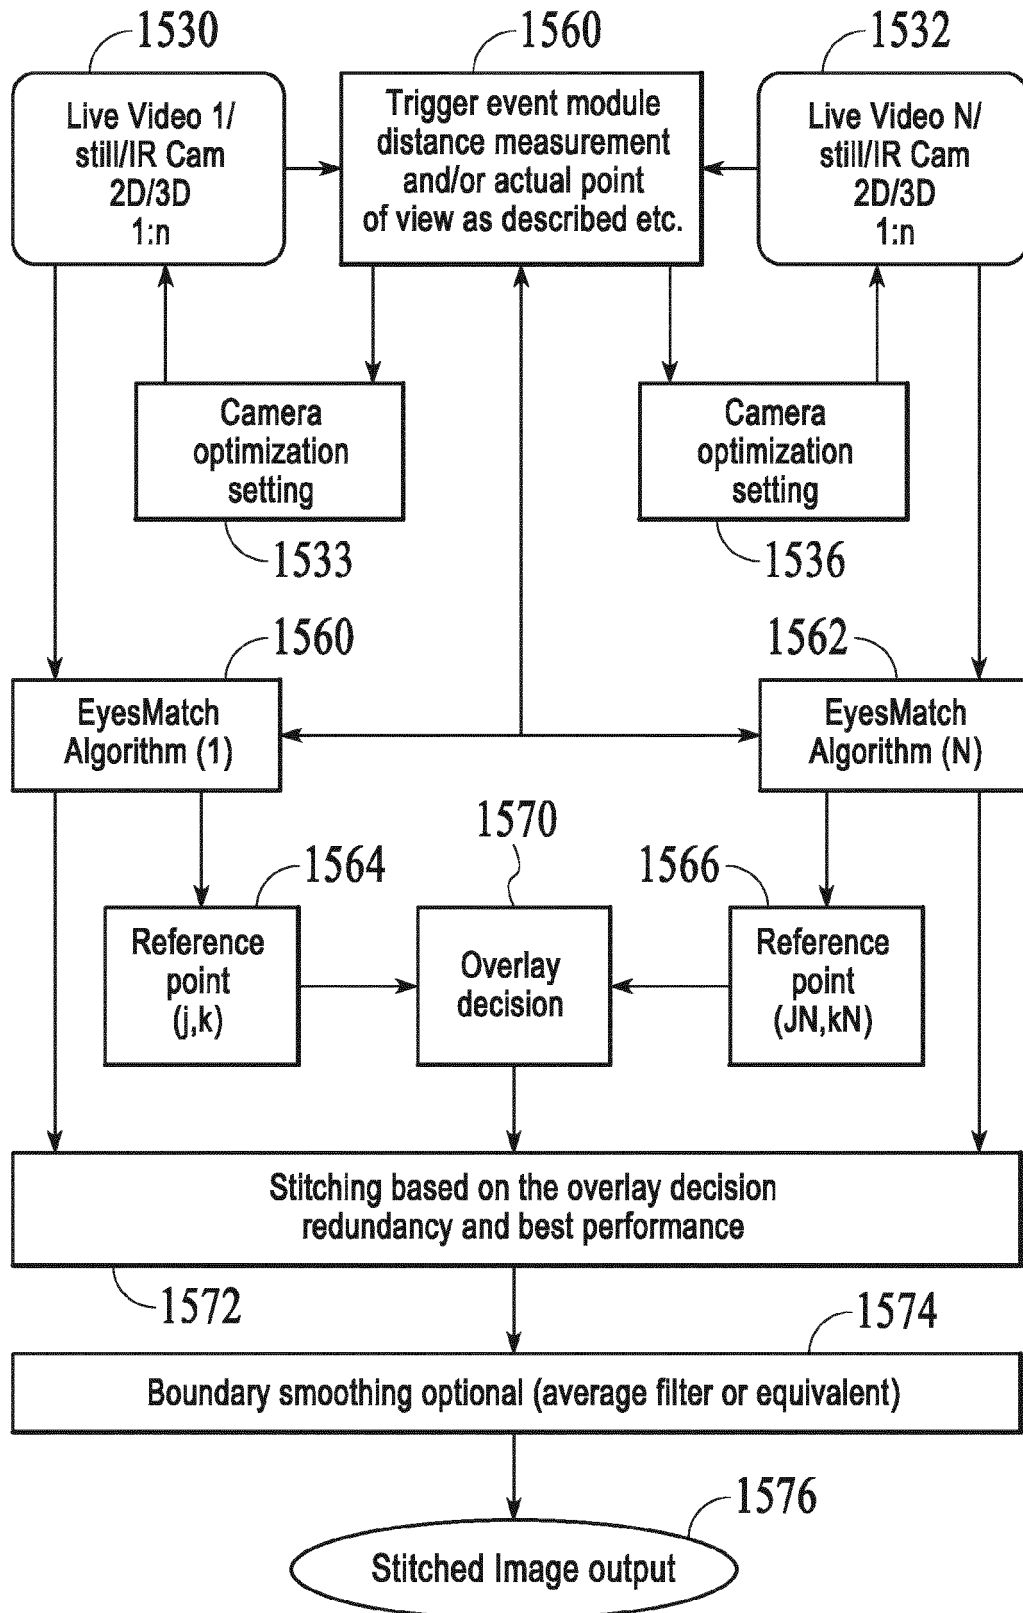 1530
1560
1532
Live Video 1/
still/IR Cam
2D/3D
1:n
Trigger event module
distance measurement
and/or actual point
of view as described etc.
Live Video N/
still/IR Cam
2D/3D
1:n
Camera
optimization
setting
Camera
optimization
setting
1533
1536
1560
1562
EyesMatch
Algorithm (1)
EyesMatch
Algorithm (N)
1564
1570
1566
Reference
point
(j,k)
Overlay
decision
Reference
point
(JN,kN)
Stitching based on the overlay decision
redundancy and best performance
1572
1574
Boundary smoothing optional (average filter or equivalent)
1576
Stitched Image output